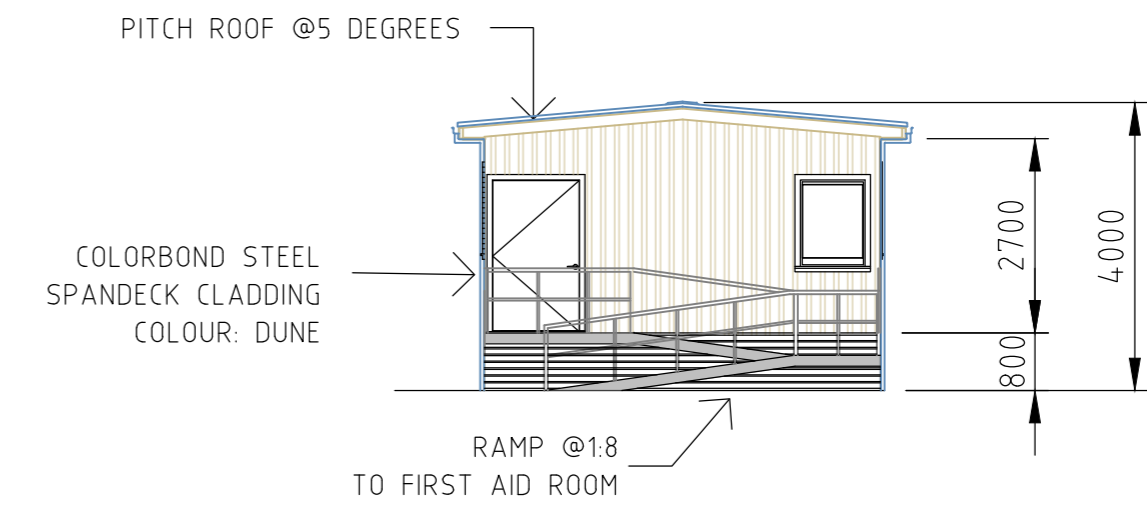 PITCH ROOF @5 DEGREES
COLORBOND STEEL
SPANDECK CLADDING
COLOUR: DUNE
2700
4000
800
RAMP @1:8
TO FIRST AID ROOM